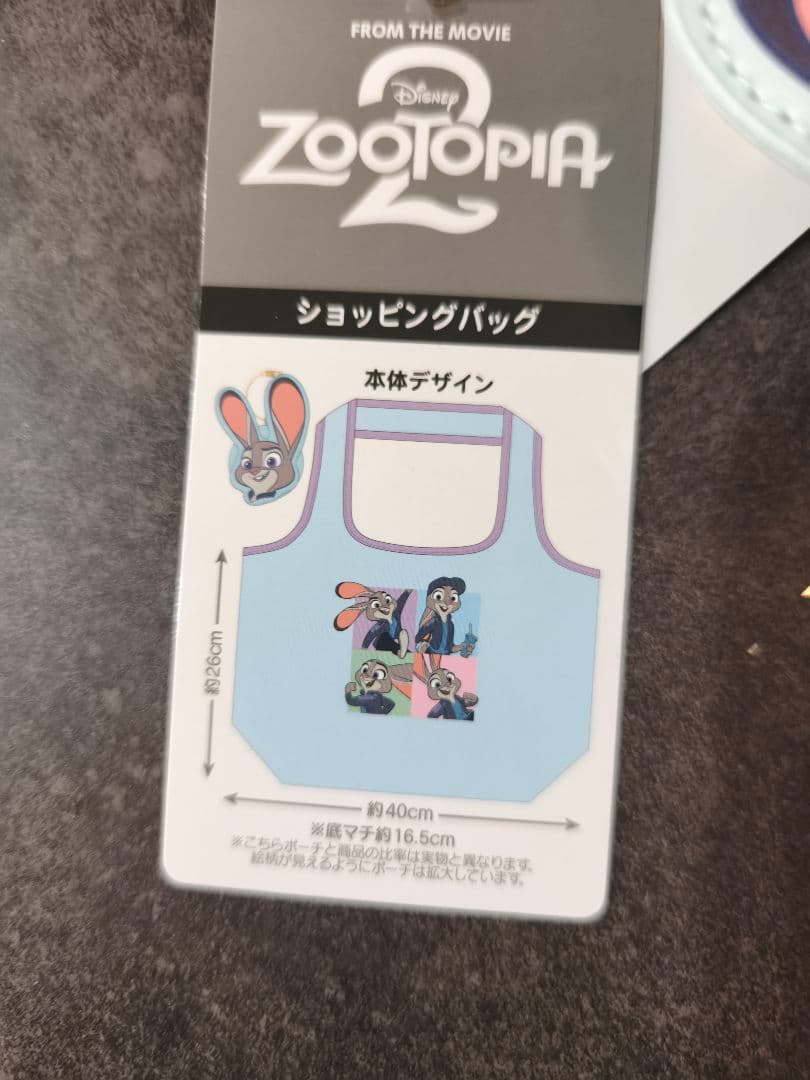 FROM THE MOVIE
Disney
ZOOTOPIA
2
ショッピングバッグ
本体デザイン
約26cm
約40cm
※底マチ約16.5cm
※こちらポーチと商品の比率は実物と異なります。
絵柄が見えるようにポーチは拡大しています。